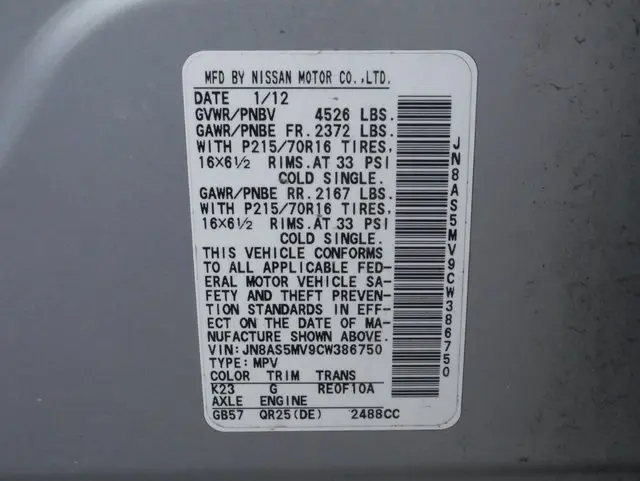 MFD BY NISSAN MOTOR CO.,LTD.
DATE 1/12
GVWR/PNBV 4526 LBS.
GAWR/PNBE FR. 2372 LBS.
WITH P215/70R16 TIRES,
16×6½ RIMS.AT 33 PSI
COLD SINGLE.
GAWR/PNBE RR. 2167 LBS.
WITH P215/70R16 TIRES,
16×6½ RIMS.AT 33 PSI
COLD SINGLE.
THIS VEHICLE CONFORMS
TO ALL APPLICABLE FED-
ERAL MOTOR VEHICLE SA-
FETY AND THEFT PREVEN-
TION STANDARDS IN EFF-
ECT ON THE DATE OF MA-
NUFACTURE SHOWN ABOVE.
VIN: JN8AS5MV9CW386750
TYPE: MPV
COLOR TRIM TRANS
K23 G RE0F10A
AXLE ENGINE
GB57 QR25(DE) 2488CC
JN8AS5MV9CW386750